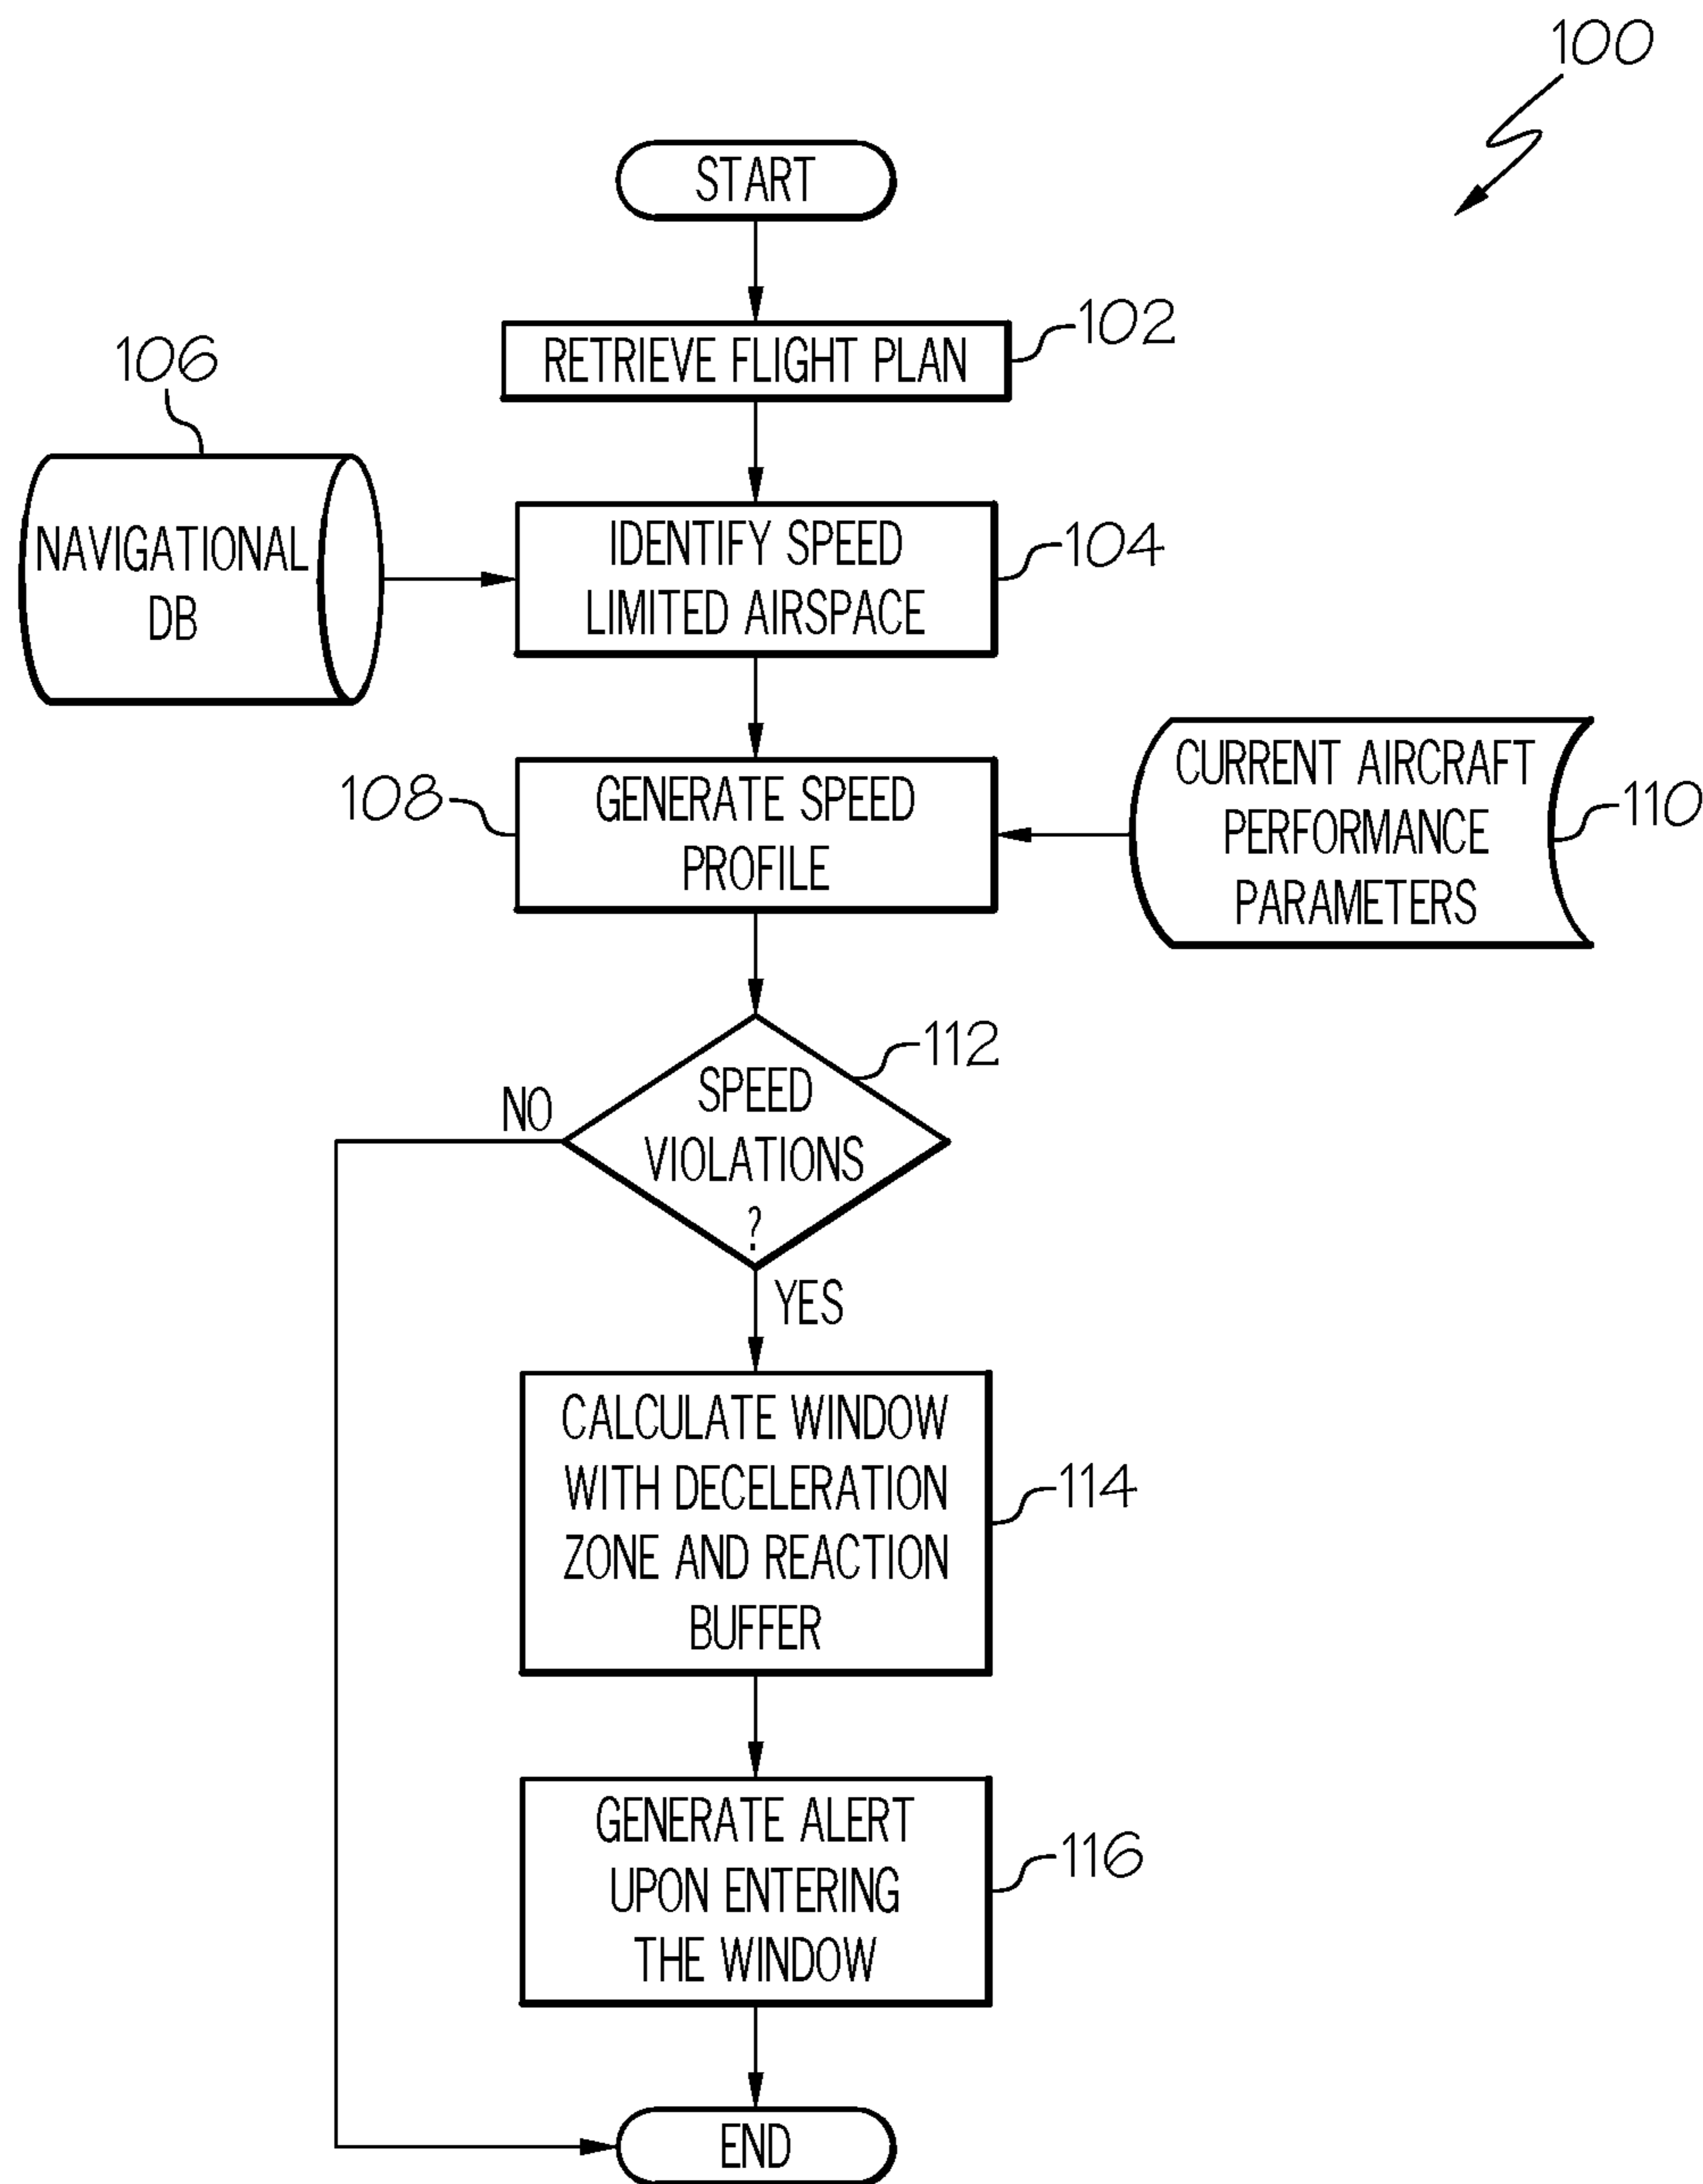 100
START
RETRIEVE FLIGHT PLAN
102
106
NAVIGATIONAL
DB
IDENTIFY SPEED
LIMITED AIRSPACE
104
108
GENERATE SPEED
PROFILE
CURRENT AIRCRAFT
PERFORMANCE
PARAMETERS
110
SPEED
VIOLATIONS
?
112
NO
YES
CALCULATE WINDOW
WITH DECELERATION
ZONE AND REACTION
BUFFER
114
GENERATE ALERT
UPON ENTERING
THE WINDOW
116
END